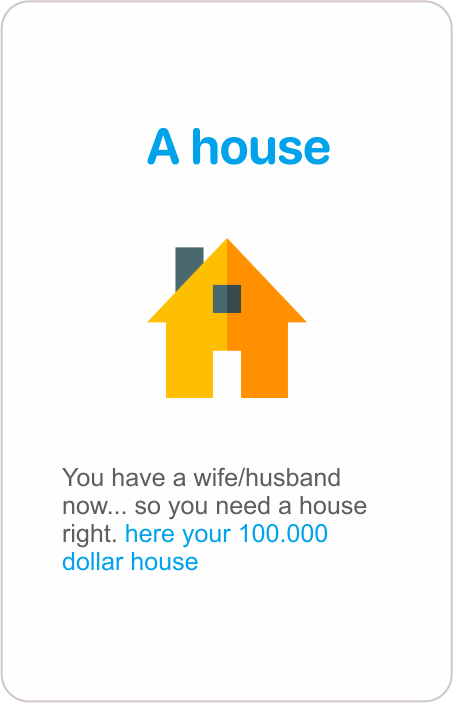 A house
You have a wife/husband
now... so you need a house
right. here your 100.000
dollar house